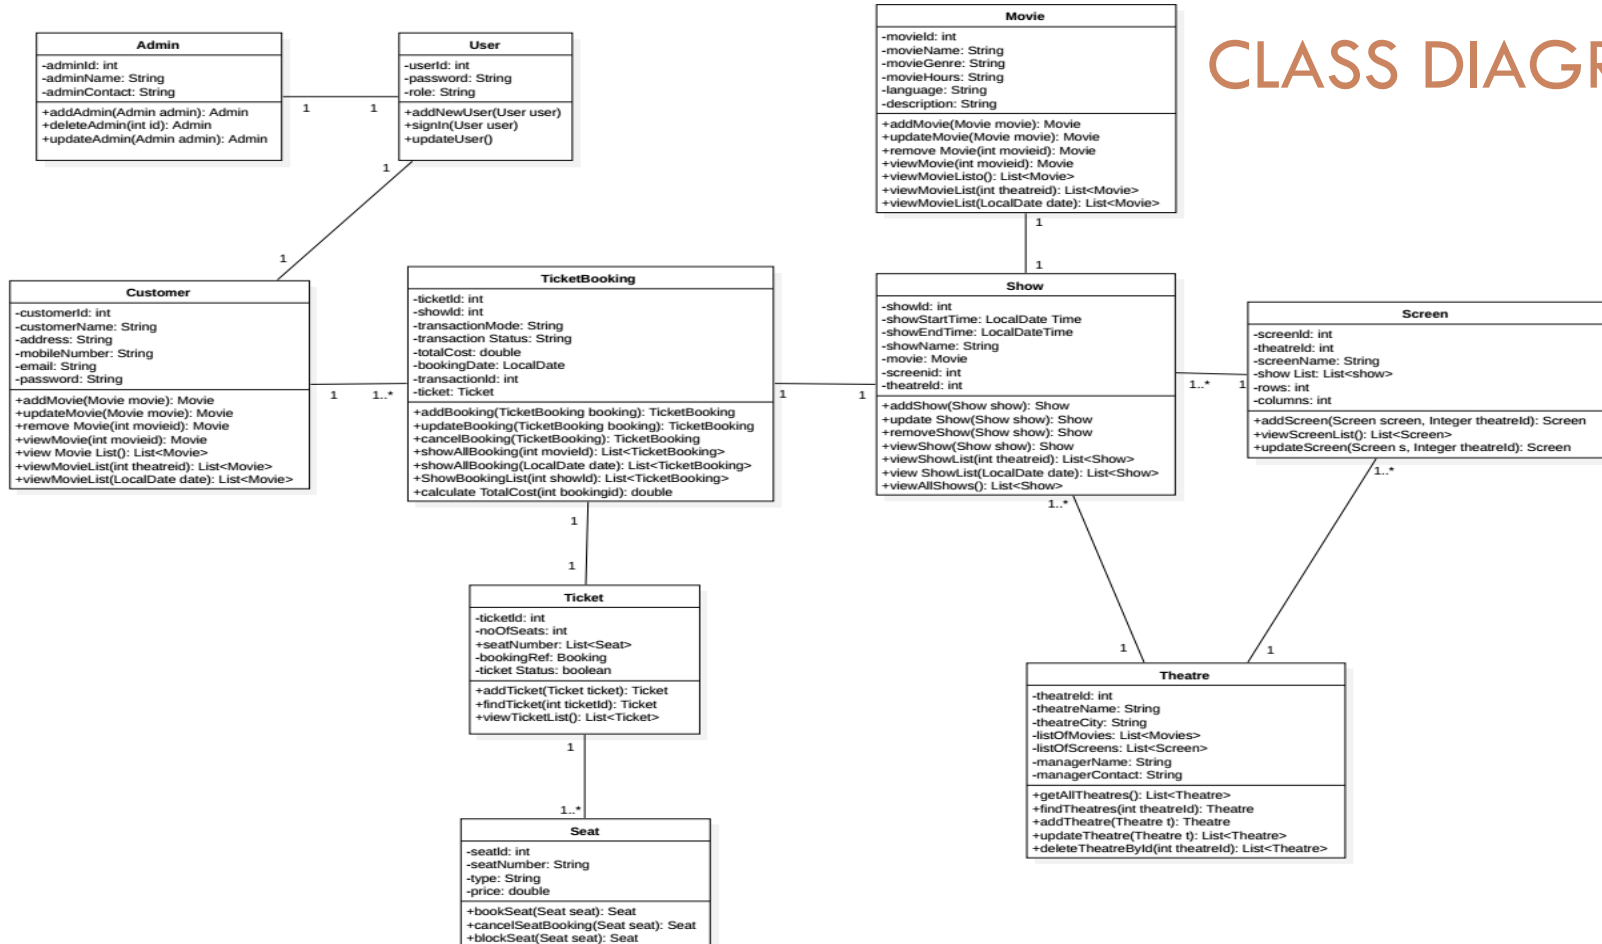 CLASS DIAGR
Admin
-adminId: int
-adminName: String
-adminContact: String
+addAdmin(Admin admin): Admin
+deleteAdmin(int id): Admin
+updateAdmin(Admin admin): Admin
1
1
User
-userId: int
-password: String
-role: String
+addNewUser(User user)
+signIn(User user)
+updateUser()
1
1
Movie
-movieId: int
-movieName: String
-movieGenre: String
-movieHours: String
-language: String
-description: String
+addMovie(Movie movie): Movie
+updateMovie(Movie movie): Movie
+remove Movie(int movieid): Movie
+viewMovie(int movieid): Movie
+viewMovieListo(): List<Movie>
+viewMovieList(int theatreid): List<Movie>
+viewMovieList(LocalDate date): List<Movie>
1
1
Customer
-customerId: int
-customerName: String
-address: String
-mobileNumber: String
-email: String
-password: String
+addMovie(Movie movie): Movie
+updateMovie(Movie movie): Movie
+remove Movie(int movieid): Movie
+viewMovie(int movieid): Movie
+view Movie List(): List<Movie>
+viewMovieList(int theatreid): List<Movie>
+viewMovieList(LocalDate date): List<Movie>
1
1..*
TicketBooking
-ticketId: int
-showId: int
-transactionMode: String
-transaction Status: String
-totalCost: double
-bookingDate: LocalDate
-transactionId: int
-ticket: Ticket
+addBooking(TicketBooking booking): TicketBooking
+updateBooking(TicketBooking booking): TicketBooking
+cancelBooking(TicketBooking): TicketBooking
+showAllBooking(int movieId): List<TicketBooking>
+showAllBooking(LocalDate date): List<TicketBooking>
+ShowBookingList(int showId): List<TicketBooking>
+calculate TotalCost(int bookingid): double
1
1
Show
-showId: int
-showStartTime: LocalDate Time
-showEndTime: LocalDateTime
-showName: String
-movie: Movie
-screenid: int
-theatreId: int
+addShow(Show show): Show
+update Show(Show show): Show
+removeShow(Show show): Show
+viewShow(Show show): Show
+viewShowList(int theatreid): List<Show>
+view ShowList(LocalDate date): List<Show>
+viewAllShows(): List<Show>
1..*
1
Screen
-screenId: int
-theatreId: int
-screenName: String
-show List: List<show>
-rows: int
-columns: int
+addScreen(Screen screen, Integer theatreId): Screen
+viewScreenList(): List<Screen>
+updateScreen(Screen s, Integer theatreId): Screen
1..*
1..*
1
1
1
1
Ticket
-ticketId: int
-noOfSeats: int
+seatNumber: List<Seat>
-bookingRef: Booking
-ticket Status: boolean
+addTicket(Ticket ticket): Ticket
+findTicket(int ticketId): Ticket
+viewTicketList(): List<Ticket>
1
1..*
Theatre
-theatreId: int
-theatreName: String
-theatreCity: String
-listOfMovies: List<Movies>
-listOfScreens: List<Screen>
-managerName: String
-managerContact: String
+getAllTheatres(): List<Theatre>
+findTheatres(int theatreId): Theatre
+addTheatre(Theatre t): Theatre
+updateTheatre(Theatre t): List<Theatre>
+deleteTheatreById(int theatreId): List<Theatre>
Seat
-seatId: int
-seatNumber: String
-type: String
-price: double
+bookSeat(Seat seat): Seat
+cancelSeatBooking(Seat seat): Seat
+blockSeat(Seat seat): Seat